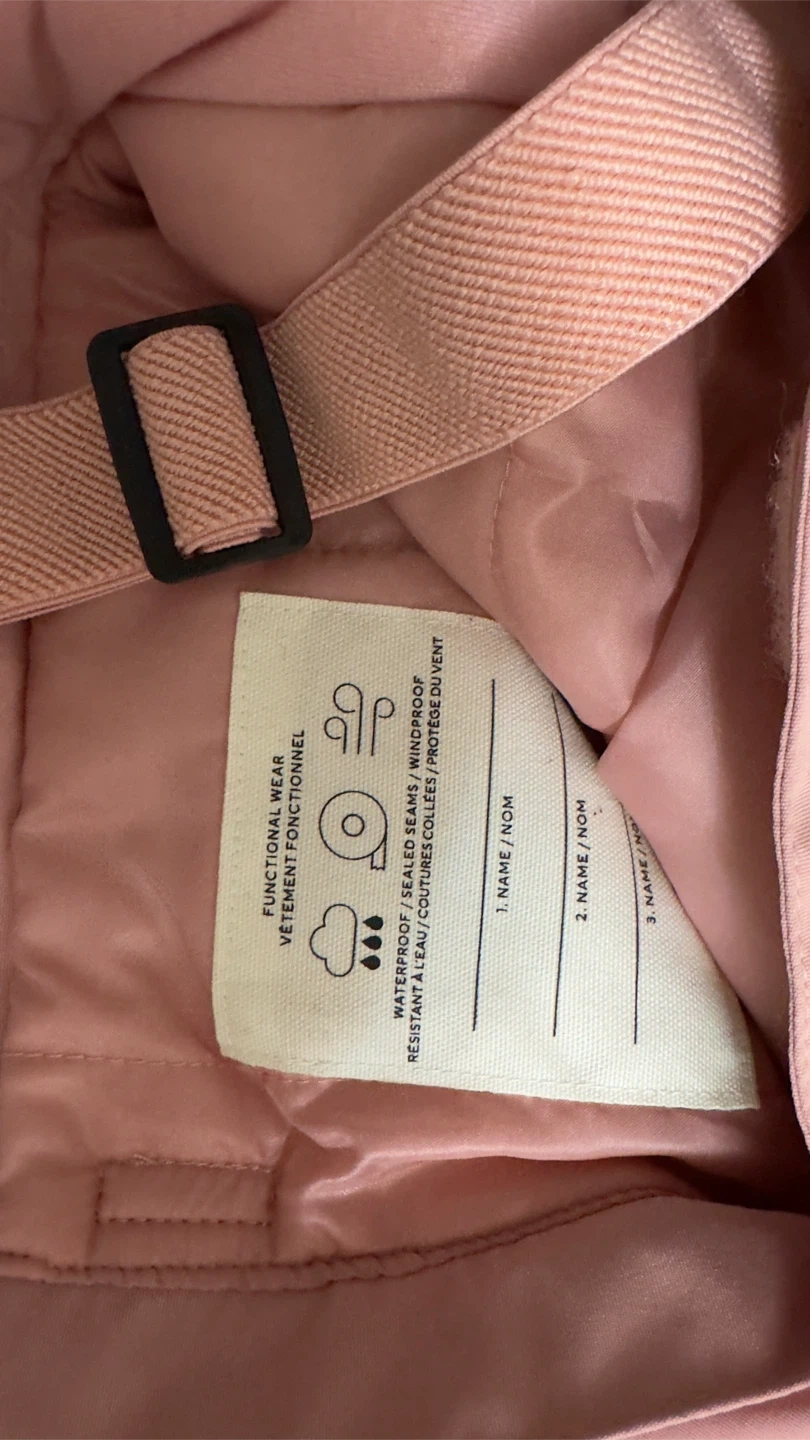 FUNCTIONAL WEAR
VÊTEMENT FONCTIONNEL
WATERPROOF / SEALED SEAMS / WINDPROOF
RÉSISTANT À L'EAU / COUTURES COLLÉES / PROTÈGE DU VENT
1. NAME / NOM
2. NAME / NOM
3. NAME / NOM